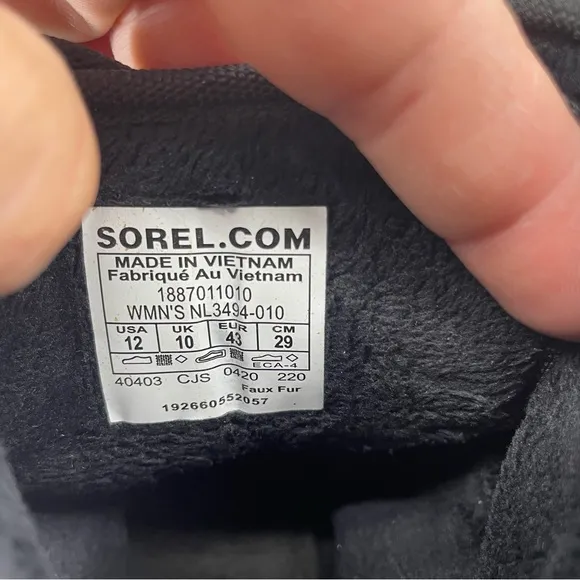 SOREL.COM
MADE IN VIETNAM
Fabriqué Au Vietnam
1887011010
WMN'S NL3494-010
USA UK EUR CM
12 10 43 29
ECA-4
40403 CJS 0420 220
Faux Fur
192660552057